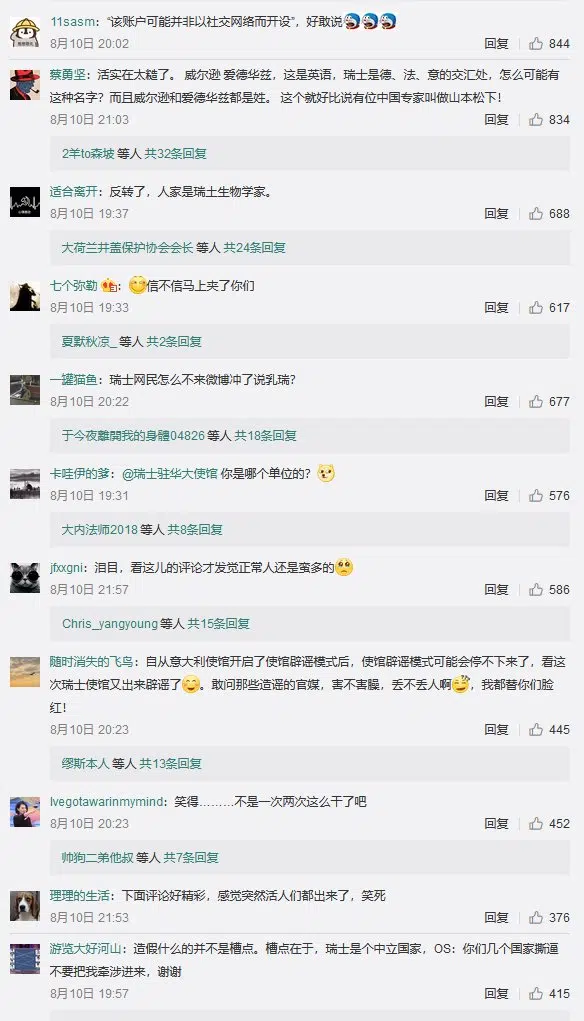 11sasm：“该账户可能并非以社交网络而开设”，好敢说
8月10日 20:02 回复 844
蔡勇坚：活实在太糙了。 威尔逊 爱德华兹，这是英语，瑞士是德、法、意的交汇处，怎么可能有
这种名字？而且威尔逊和爱德华兹都是姓。 这个就好比说有位中国专家叫做山本松下！
8月10日 21:03 回复 834
2羊to森坡 等人 共32条回复
适合离开：反转了，人家是瑞士生物学家。
8月10日 19:37 回复 688
大荷兰井盖保护协会会长 等人 共24条回复
七个弥勒：信不信马上夹了你们
8月10日 19:33 回复 617
夏默秋凉_ 等人 共2条回复
一罐猫鱼：瑞士网民怎么不来微博冲了说乳瑞？
8月10日 20:22 回复 677
于今夜離開我的身體04826 等人 共18条回复
卡哇伊的爹：@瑞士驻华大使馆 你是哪个单位的？
8月10日 19:31 回复 576
大内法师2018 等人 共8条回复
jfxxgni：泪目，看这儿的评论才发觉正常人还是蛮多的
8月10日 21:57 回复 586
Chris_yangyoung 等人 共15条回复
随时消失的飞鸟：自从意大利使馆开启了使馆辟谣模式后，使馆辟谣模式可能会停不下来了，看这
次瑞士使馆又出来辟谣了。敢问那些造谣的官媒，害不害臊，丢不丢人啊，我都替你们脸
红！
8月10日 20:23 回复 445
缪斯本人 等人 共13条回复
Ivegotawarinmymind：笑得………不是一次两次这么干了吧
8月10日 20:23 回复 452
帅狗二弟他叔 等人 共7条回复
理理的生活：下面评论好精彩，感觉突然活人们都出来了，笑死
8月10日 21:53 回复 376
游览大好河山：造假什么的并不是槽点。槽点在于，瑞士是个中立国家，OS：你们几个国家撕逼
不要把我牵涉进来，谢谢
8月10日 19:57 回复 415